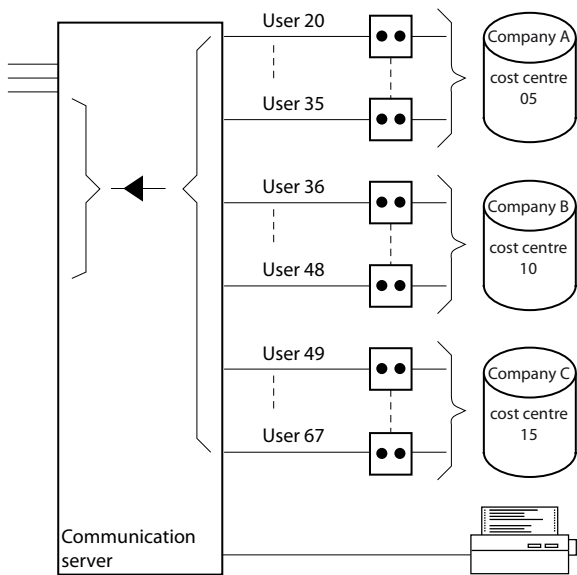 User 20
Company A
cost centre
05
User 35
User 36
Company B
cost centre
10
User 48
User 49
Company C
cost centre
15
User 67
Communication
server